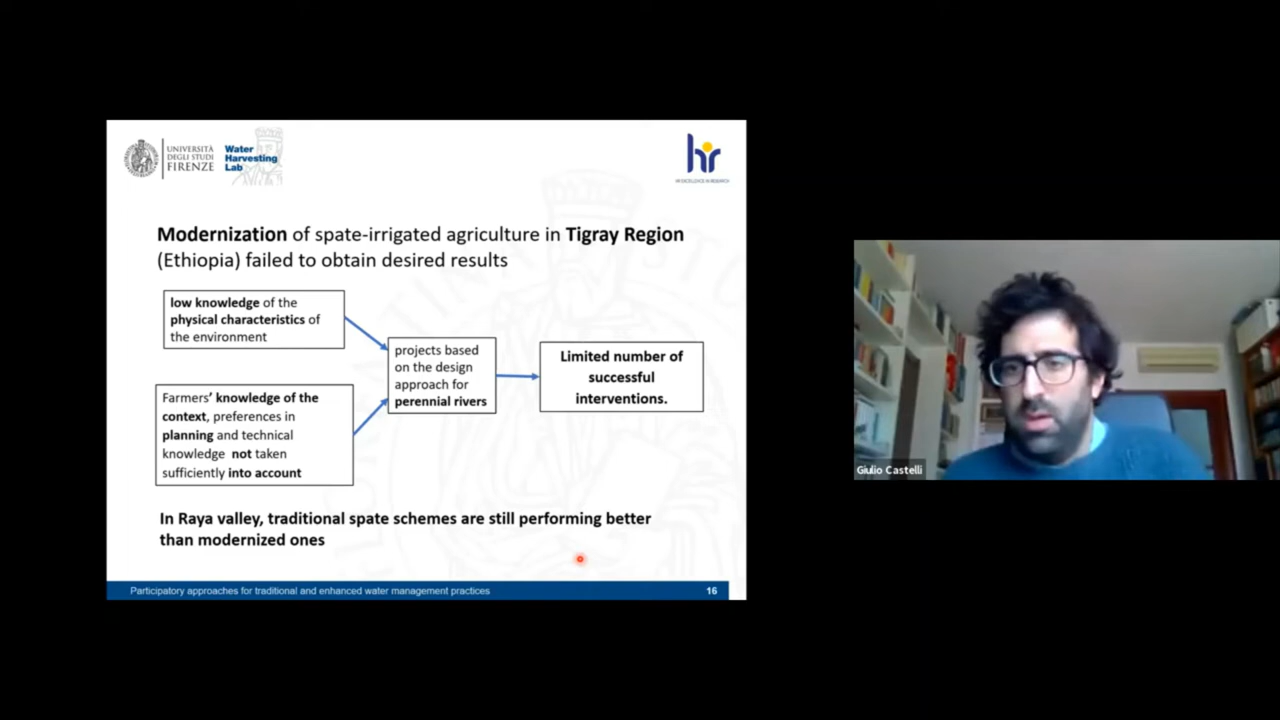 UNIVERSITÀ
DEGLI STUDI
FIRENZE
Water
Harvesting
Lab
hr
HR EXCELLENCE IN RESEARCH
Modernization of spate-irrigated agriculture in Tigray Region
(Ethiopia) failed to obtain desired results
low knowledge of the
physical characteristics of
the environment
Farmers' knowledge of the
context, preferences in
planning and technical
knowledge not taken
sufficiently into account
projects based
on the design
approach for
perennial rivers
Limited number of
successful
interventions.
In Raya valley, traditional spate schemes are still performing better
than modernized ones
Participatory approaches for traditional and enhanced water management practices
16
Giulio Castelli